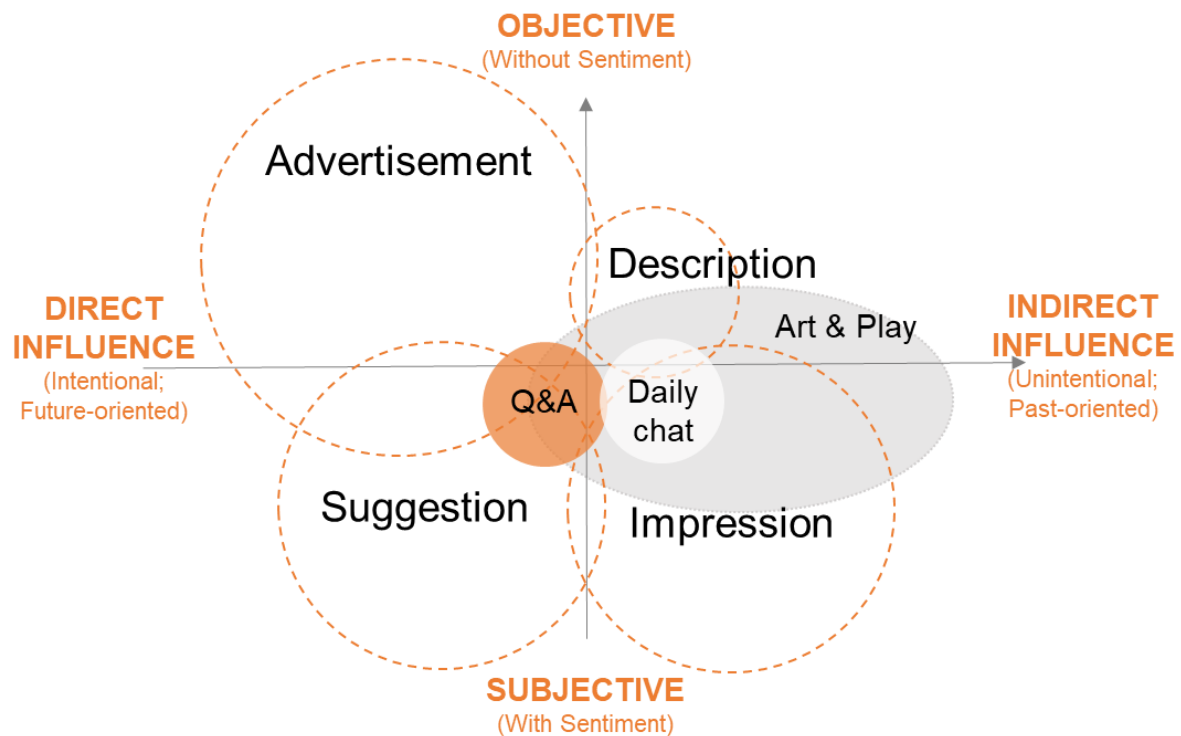 OBJECTIVE
(Without Sentiment)
Advertisement
Description
DIRECT
INFLUENCE
(Intentional;
Future-oriented)
Art & Play
INDIRECT
INFLUENCE
(Unintentional;
Past-oriented)
Q&A
Daily
chat
Suggestion
Impression
SUBJECTIVE
(With Sentiment)